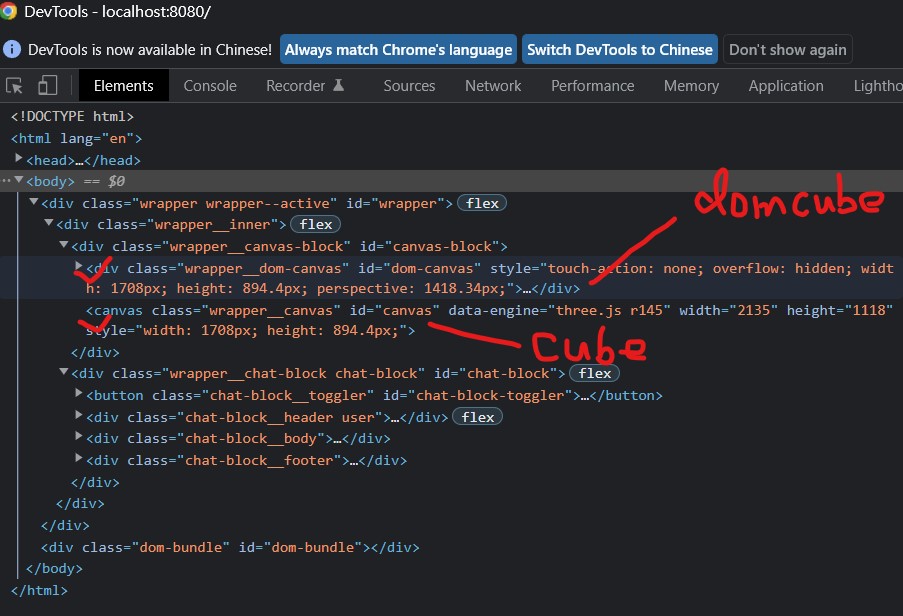 DevTools - localhost:8080/
DevTools is now available in Chinese! Always match Chrome's language Switch DevTools to Chinese Don't show again
Elements Console Recorder Sources Network Performance Memory Application Lightho
<!DOCTYPE html>
<html lang="en">
<head>…</head>
<body> == $0
<div class="wrapper wrapper--active" id="wrapper"> flex
domcube
<div class="wrapper__inner"> flex
<div class="wrapper__canvas-block" id="canvas-block">
<div class="wrapper__dom-canvas" id="dom-canvas" style="touch-action: none; overflow: hidden; widt
h: 1708px; height: 894.4px; perspective: 1418.34px;">…</div>
<canvas class="wrapper__canvas" id="canvas" data-engine="three.js r145" width="2135" height="1118"
style="width: 1708px; height: 894.4px;">
cube
</div>
<div class="wrapper__chat-block chat-block" id="chat-block"> flex
<button class="chat-block__toggler" id="chat-block-toggler">…</button>
<div class="chat-block__header user">…</div> flex
<div class="chat-block__body">…</div>
<div class="chat-block__footer">…</div>
</div>
</div>
</div>
<div class="dom-bundle" id="dom-bundle"></div>
</body>
</html>